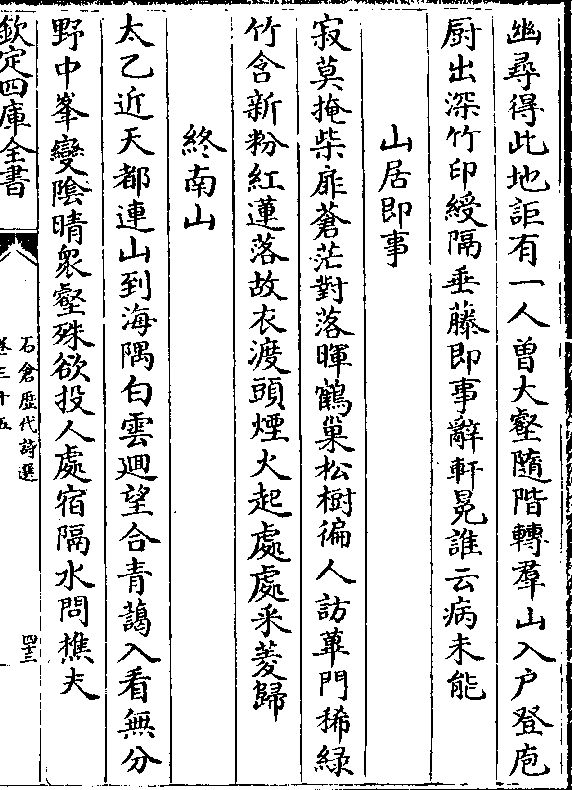 幽尋得此地詎有一人曽大壑隨階轉羣山入户登庖
厨出深竹印綬隔垂藤即事辭軒冕誰云病未能
山居即事
寂莫掩柴扉蒼茫對落暉鶴巢松樹徧人訪蓽門稀緑
竹含新粉紅蓮落故衣渡頭煙火起處處采菱歸
終南山
太乙近天都連山到海隅白雲迴望合青靄入看無分
野中峯變陰晴衆壑殊欲投人處宿隔水問樵夫
欽定四庫全書
石倉歴代詩選
卷三十五
四三